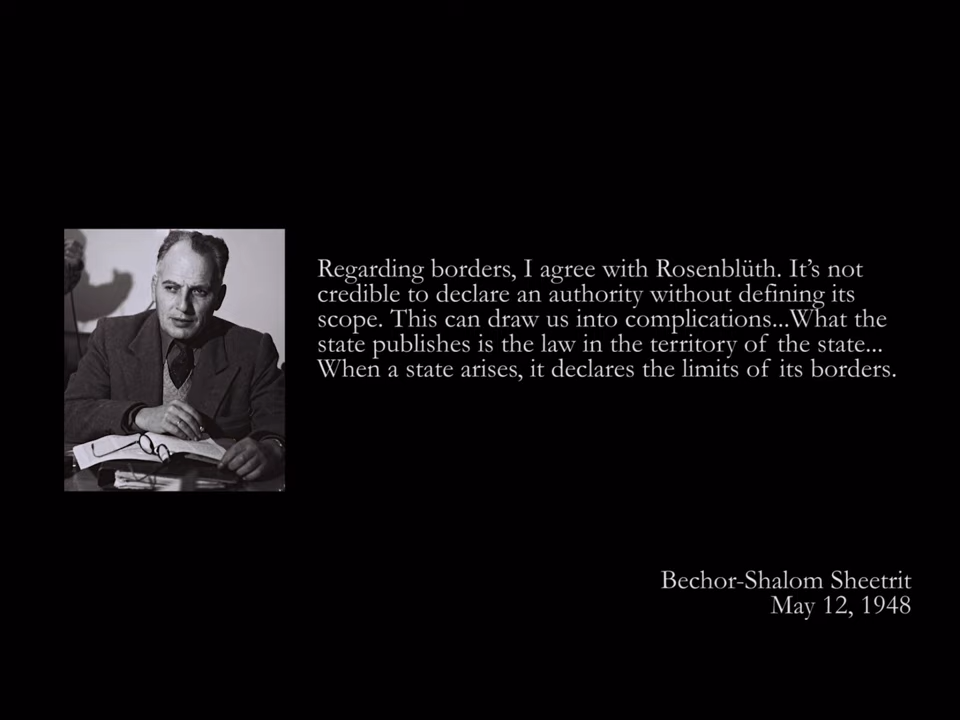 Regarding borders, I agree with Rosenblüth. It’s not
credible to declare an authority without defining its
scope. This can draw us into complications...What the
state publishes is the law in the territory of the state...
When a state arises, it declares the limits of its borders.
Bechor-Shalom Sheetrit
May 12, 1948